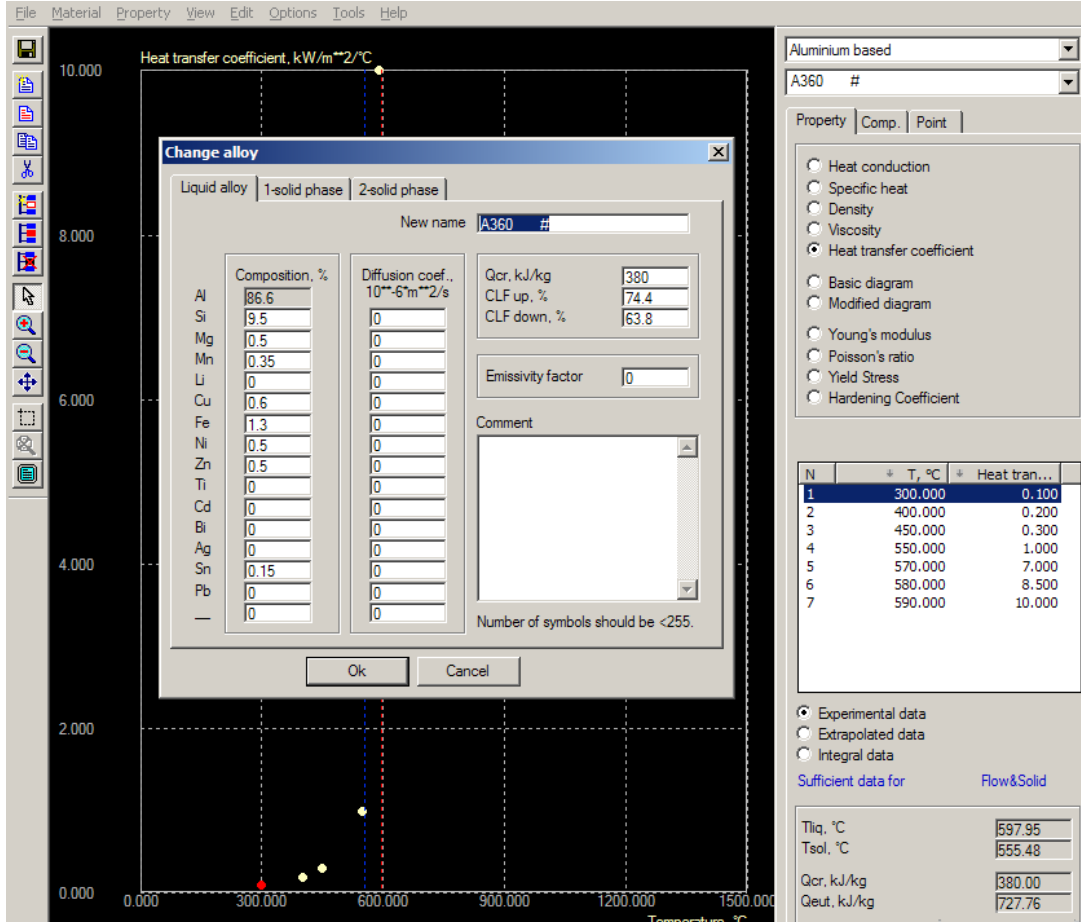 File Material Property View Edit Options Tools Help
Heat transfer coefficient, kW/m**2/°C
10.000
8.000
6.000
4.000
2.000
0.000
0.000 300.000 600.000 900.000 1200.000 1500.000
Change alloy
Liquid alloy 1-solid phase 2-solid phase
New name A360 #
Composition, % Diffusion coef., 10**-6*m**2/s
Al 86.6
Si 9.5 0
Mg 0.5 0
Mn 0.35 0
Li 0 0
Cu 0.6 0
Fe 1.3 0
Ni 0.5 0
Zn 0.5 0
Ti 0 0
Cd 0 0
Bi 0 0
Ag 0 0
Sn 0.15 0
Pb 0 0
__ 0 0
Qcr, kJ/kg 380
CLF up, % 74.4
CLF down, % 63.8
Emissivity factor 0
Comment
Number of symbols should be <255.
Ok Cancel
Aluminium based
A360 #
Property Comp. Point
Heat conduction
Specific heat
Density
Viscosity
Heat transfer coefficient
Basic diagram
Modified diagram
Young's modulus
Poisson's ratio
Yield Stress
Hardening Coefficient
N T, °C Heat tran...
1 300.000 0.100
2 400.000 0.200
3 450.000 0.300
4 550.000 1.000
5 570.000 7.000
6 580.000 8.500
7 590.000 10.000
Experimental data
Extrapolated data
Integral data
Sufficient data for Flow&Solid
Tliq, °C 597.95
Tsol, °C 555.48
Qcr, kJ/kg 380.00
Qeut, kJ/kg 727.76